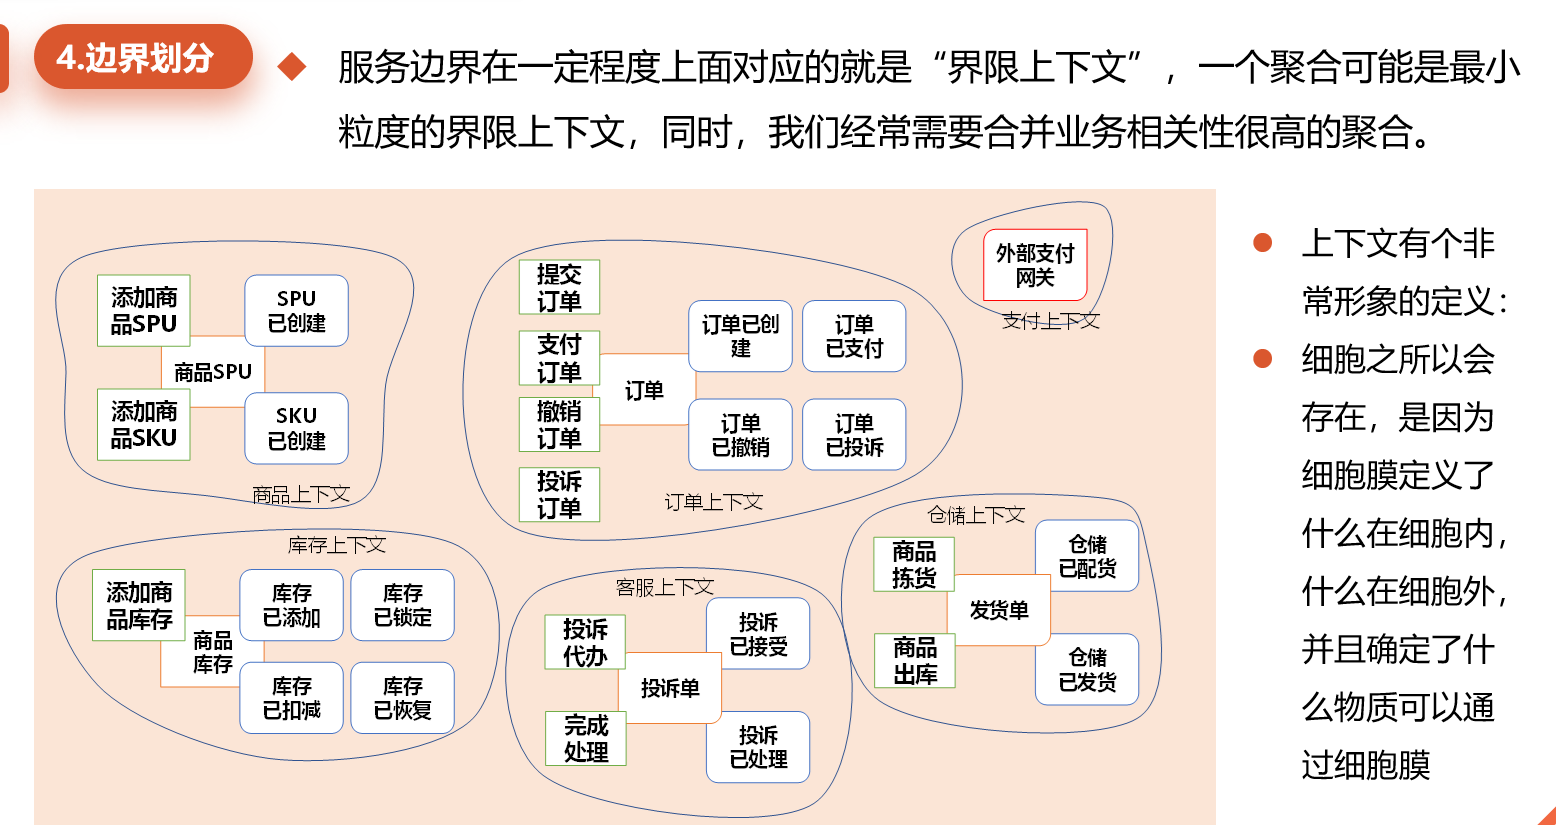 4.边界划分
服务边界在一定程度上面对应的就是“界限上下文”，一个聚合可能是最小
粒度的界限上下文，同时，我们经常需要合并业务相关性很高的聚合。
添加商
品SPU
SPU
已创建
商品SPU
添加商
品SKU
SKU
已创建
商品上下文
提交
订单
支付
订单
撤销
订单
投诉
订单
订单
订单已创
建
订单
已支付
订单
已撤销
订单
已投诉
订单上下文
外部支付
网关
支付上下文
库存上下文
添加商
品库存
商品
库存
库存
已添加
库存
已锁定
库存
已扣减
库存
已恢复
客服上下文
投诉
代办
投诉
已接受
投诉单
完成
处理
投诉
已处理
仓储上下文
商品
拣货
仓储
已配货
发货单
商品
出库
仓储
已发货
上下文有个非
常形象的定义：
细胞之所以会
存在，是因为
细胞膜定义了
什么在细胞内，
什么在细胞外，
并且确定了什
么物质可以通
过细胞膜